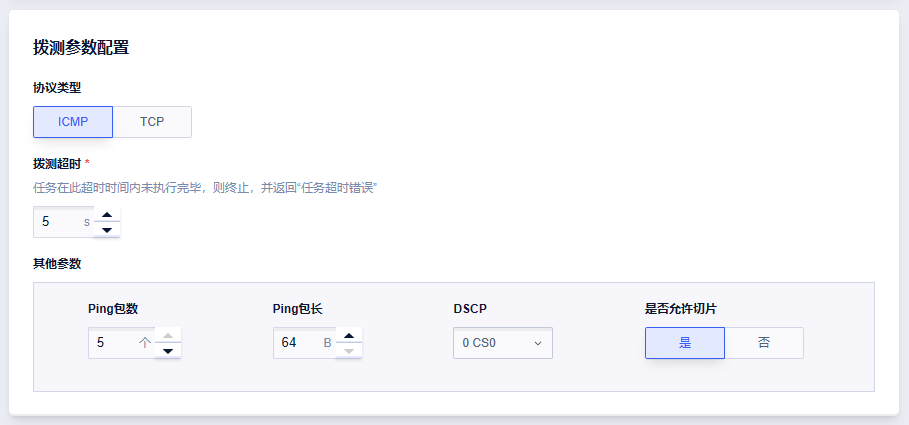 拨测参数配置
协议类型
ICMP TCP
拨测超时 *
任务在此超时时间内未执行完毕，则终止，并返回“任务超时错误”
5 s
其他参数
Ping包数 Ping包长 DSCP 是否允许切片
5 个 64 B 0 CS0 是 否